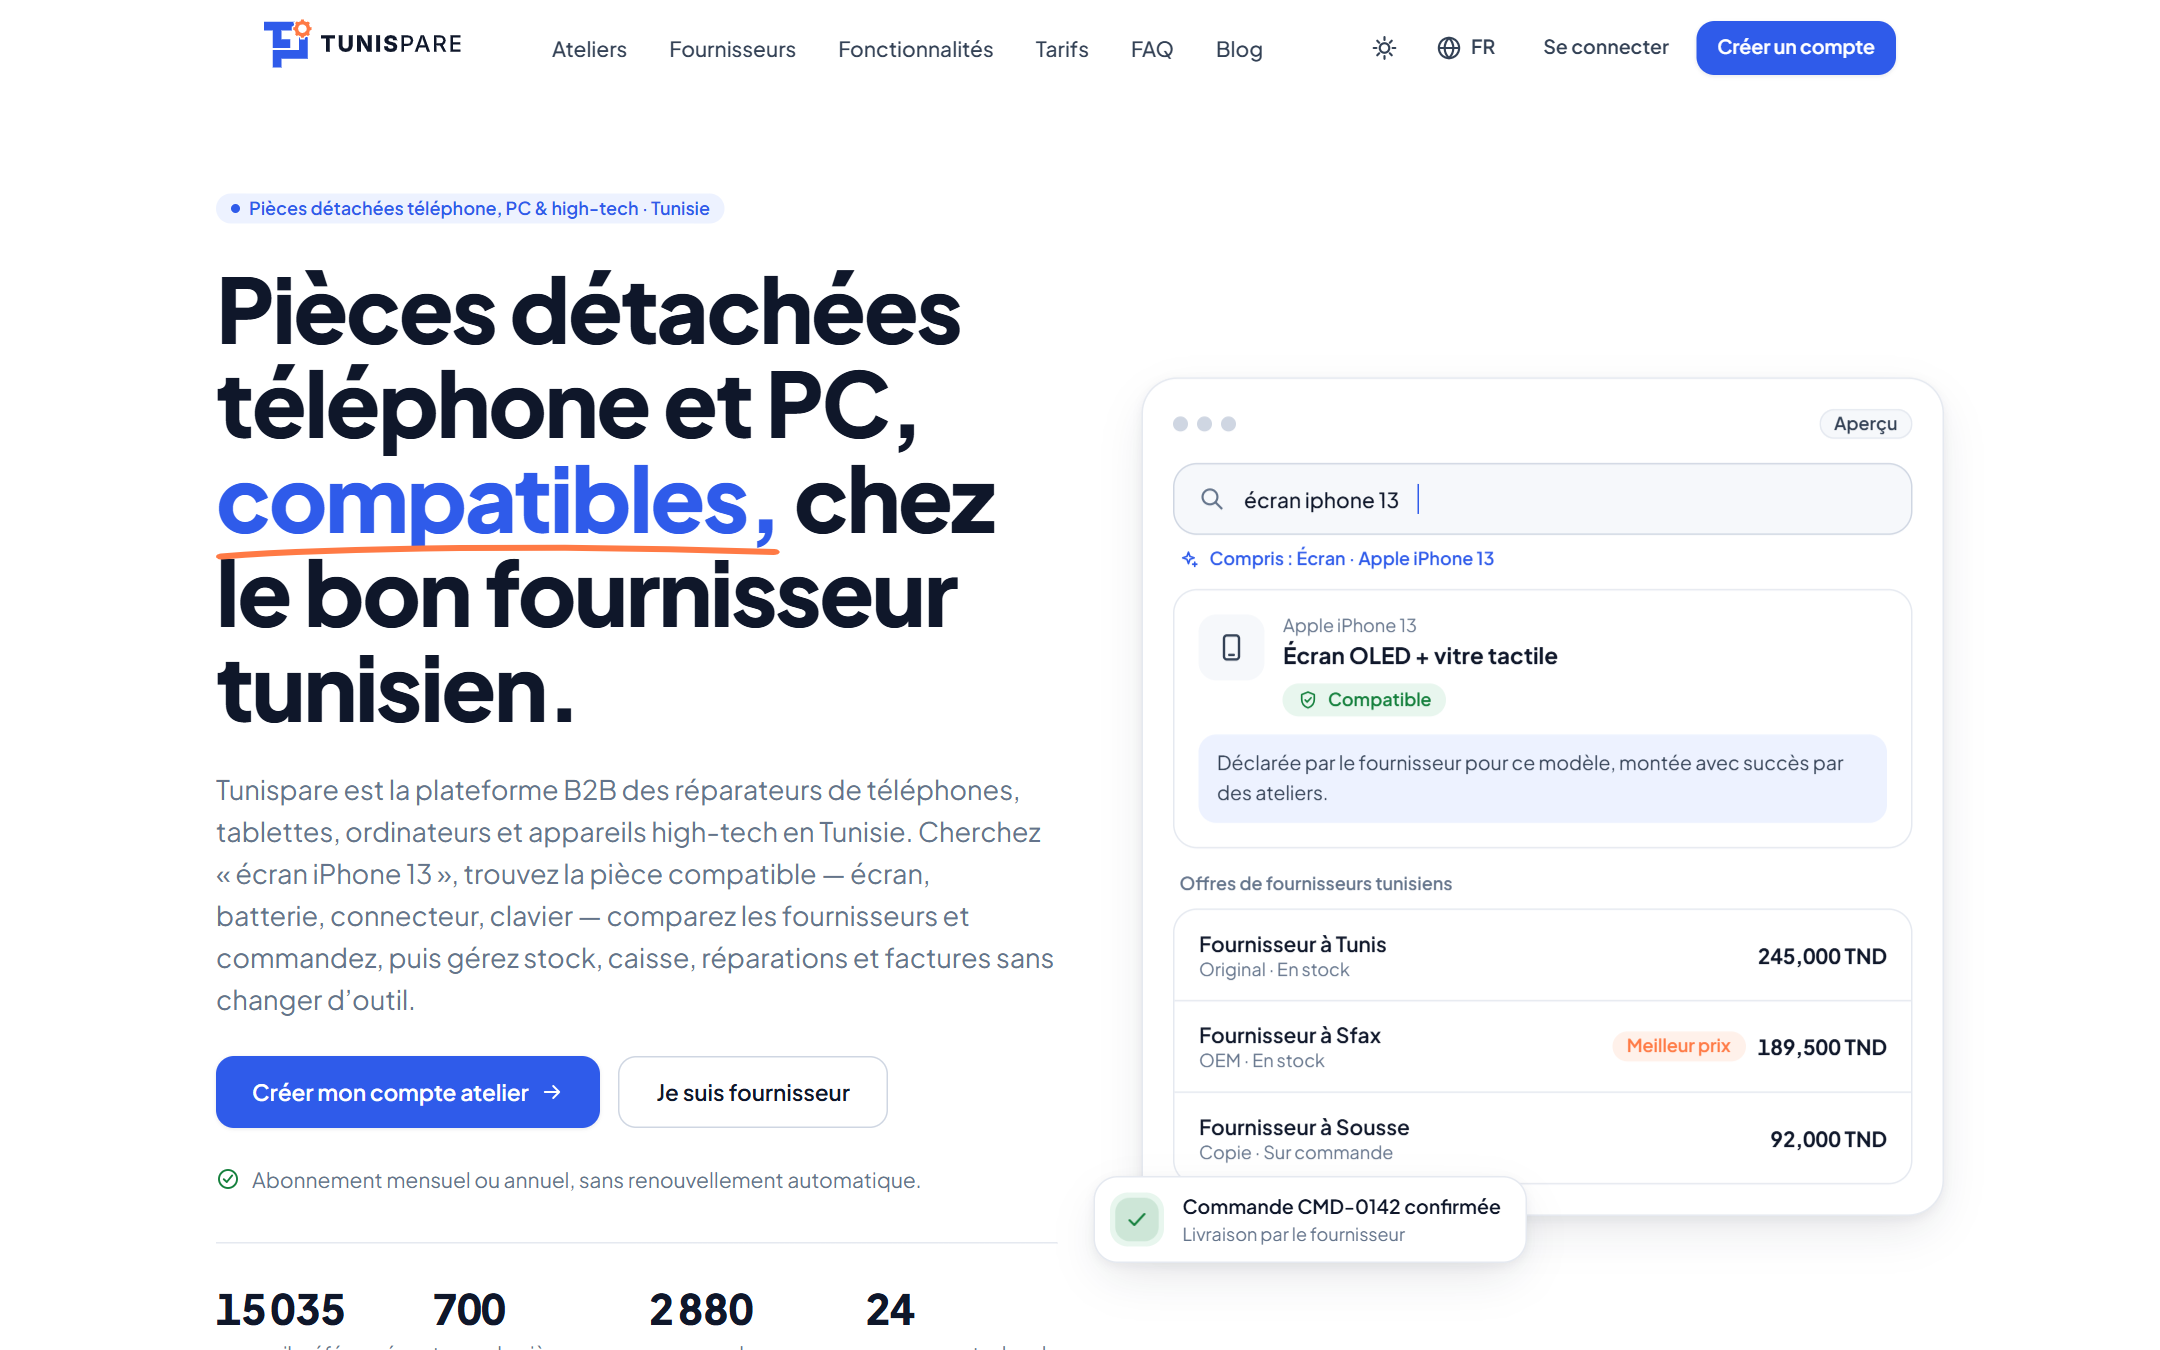 TUNISPARE
Ateliers
Fournisseurs
Fonctionnalités
Tarifs
FAQ
Blog
FR
Se connecter
Créer un compte
Pièces détachées téléphone, PC & high-tech · Tunisie
Pièces détachées
téléphone et PC,
compatibles, chez
le bon fournisseur
tunisien.
Tunispare est la plateforme B2B des réparateurs de téléphones,
tablettes, ordinateurs et appareils high-tech en Tunisie. Cherchez
« écran iPhone 13 », trouvez la pièce compatible — écran,
batterie, connecteur, clavier — comparez les fournisseurs et
commandez, puis gérez stock, caisse, réparations et factures sans
changer d’outil.
Créer mon compte atelier →
Je suis fournisseur
Abonnement mensuel ou annuel, sans renouvellement automatique.
15 035
700
2 880
24
Aperçu
écran iphone 13
Compris : Écran · Apple iPhone 13
Apple iPhone 13
Écran OLED + vitre tactile
Compatible
Déclarée par le fournisseur pour ce modèle, montée avec succès par
des ateliers.
Offres de fournisseurs tunisiens
Fournisseur à Tunis
Original · En stock
245,000 TND
Fournisseur à Sfax
OEM · En stock
Meilleur prix
189,500 TND
Fournisseur à Sousse
Copie · Sur commande
92,000 TND
Commande CMD-0142 confirmée
Livraison par le fournisseur